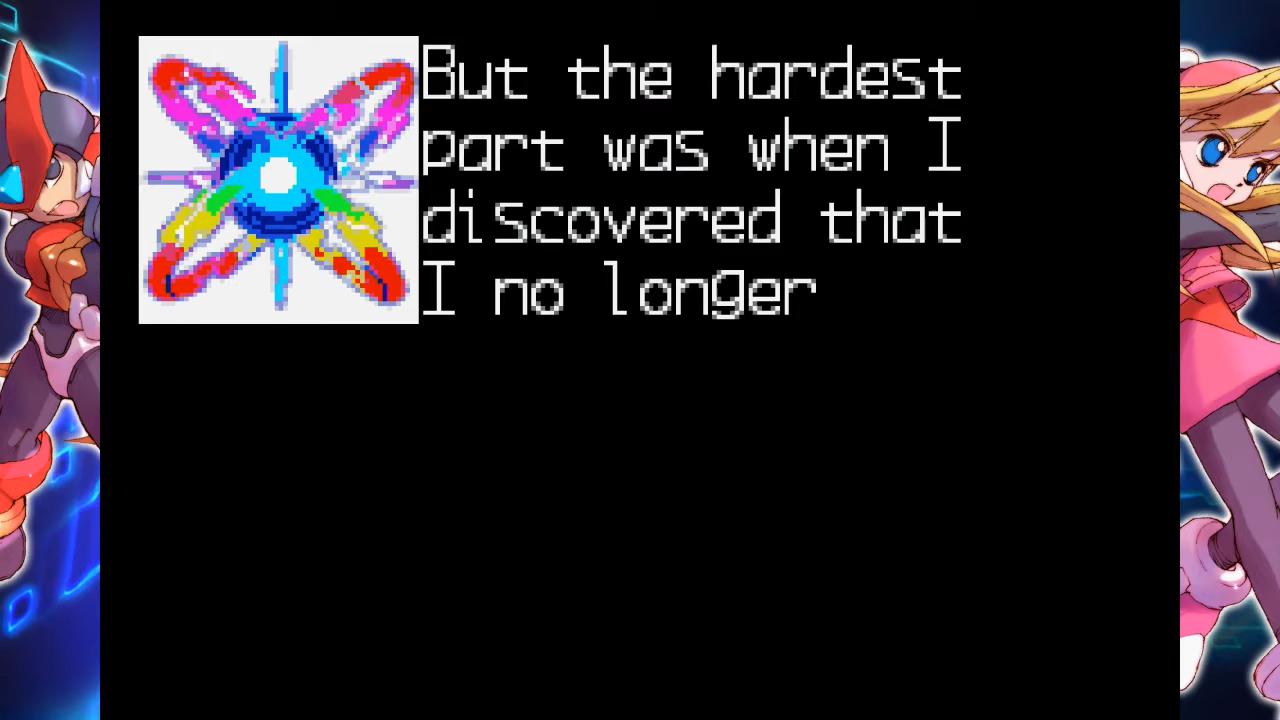 But the hardest
part was when I
discovered that
I no longer